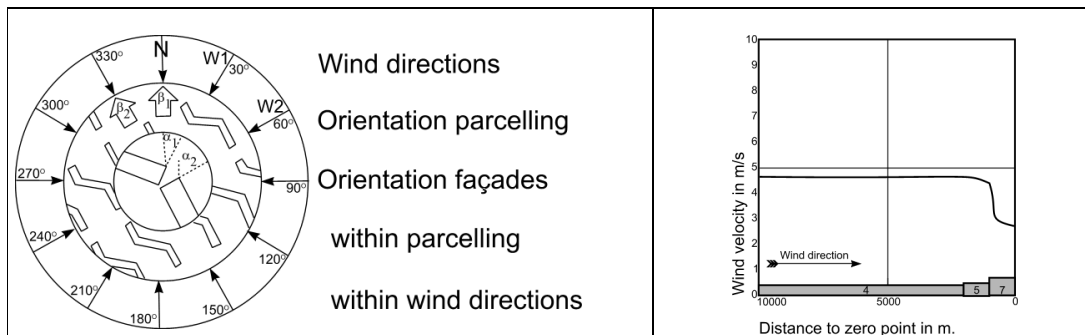 N
330°
W1
30°
300°
W2
60°
β₂
β₁
α₁
α₂
270°
90°
240°
120°
210°
150°
180°
Wind directions
Orientation parcelling
Orientation façades
within parcelling
within wind directions
Wind velocity in m/s
10
9
8
7
6
5
4
3
2
1
0
Wind direction
4
5
7
10000
5000
0
Distance to zero point in m.